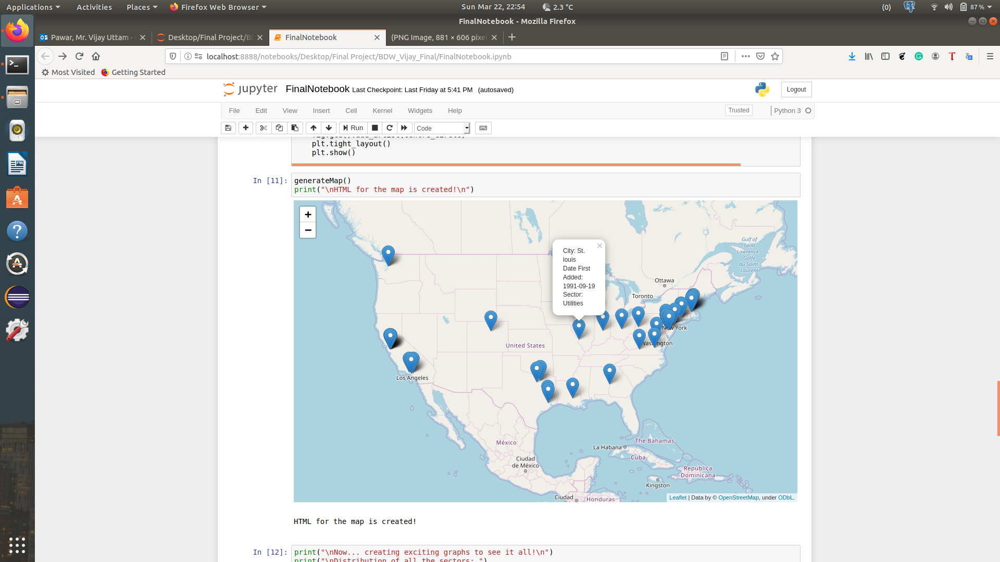 Applications
Activities
Places
Firefox Web Browser
Sun Mar 22, 22:54
2.3 °C
(0)
87 %
FinalNotebook - Mozilla Firefox
Pawar, Mr. Vijay Uttam -
Desktop/Final Project/BD
FinalNotebook
(PNG Image, 881 × 606 pixel
localhost:8888/notebooks/Desktop/Final Project/BDW_Vijay_Final/FinalNotebook.ipynb
Most Visited
Getting Started
jupyter
FinalNotebook Last Checkpoint: Last Friday at 5:41 PM (autosaved)
Logout
File Edit View Insert Cell Kernel Widgets Help
Trusted
Python 3
Run
Code
plt.tight_layout()
plt.show()
In [11]:
generateMap()
print("\nHTML for the map is created!\n")
+
−
City: St.
louis
Date First
Added:
1991-09-19
Sector:
Utilities
×
Gulf of
Saint
Lawrence /
Golfe
du Saint-
Laurent
Ottawa
Toronto
New York
Washington
United States
Los Angeles
México
Ciudad
de México
La Habana
The Bahamas
Cuba
República
Dominicana
Kingston
Ciudad
Honduras
Leaflet | Data by © OpenStreetMap, under ODbL.
HTML for the map is created!
In [12]:
print("\nNow... creating exciting graphs to see it all!\n")
print("\nDistribution of all the sectors: ")